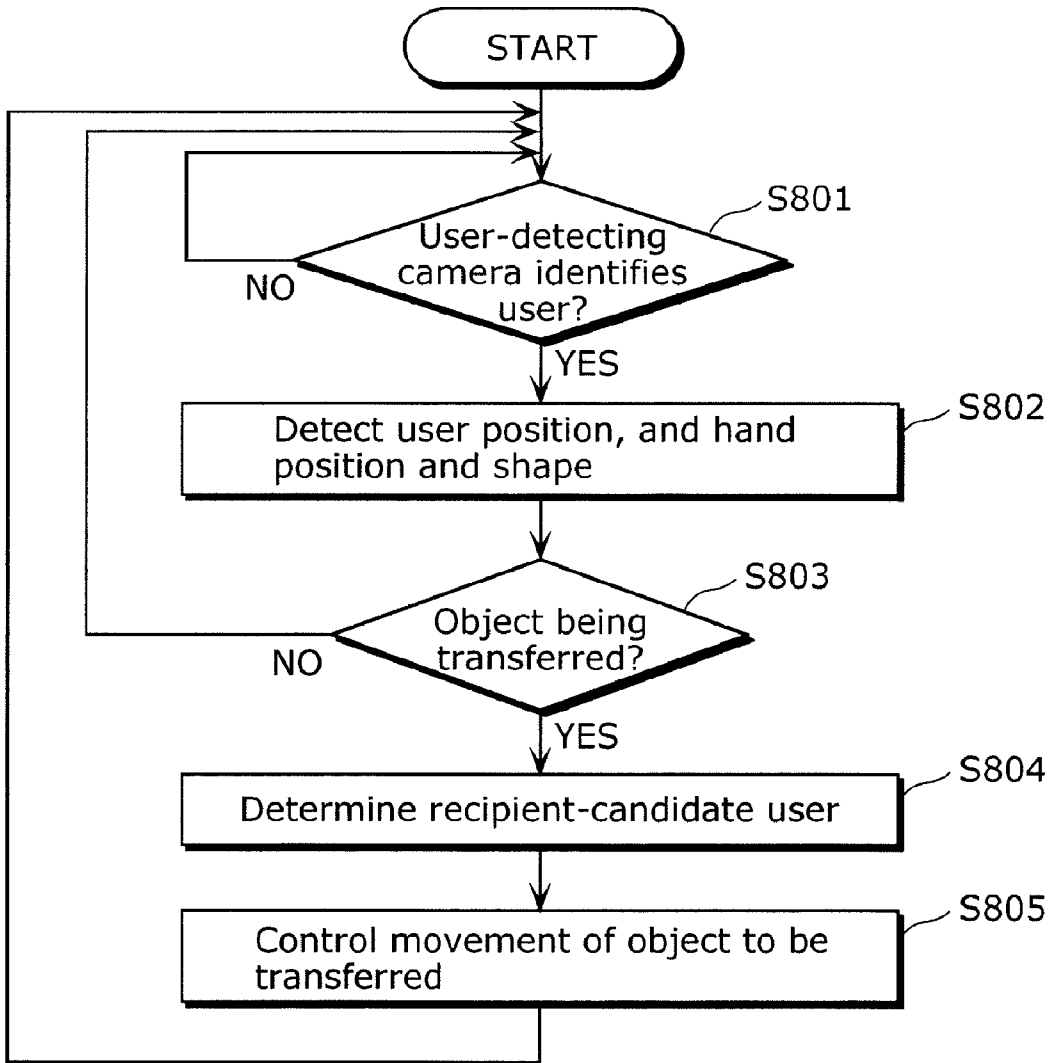 START
S801
User-detecting
camera identifies
user?
NO
YES
S802
Detect user position, and hand
position and shape
S803
Object being
transferred?
NO
YES
S804
Determine recipient-candidate user
S805
Control movement of object to be
transferred